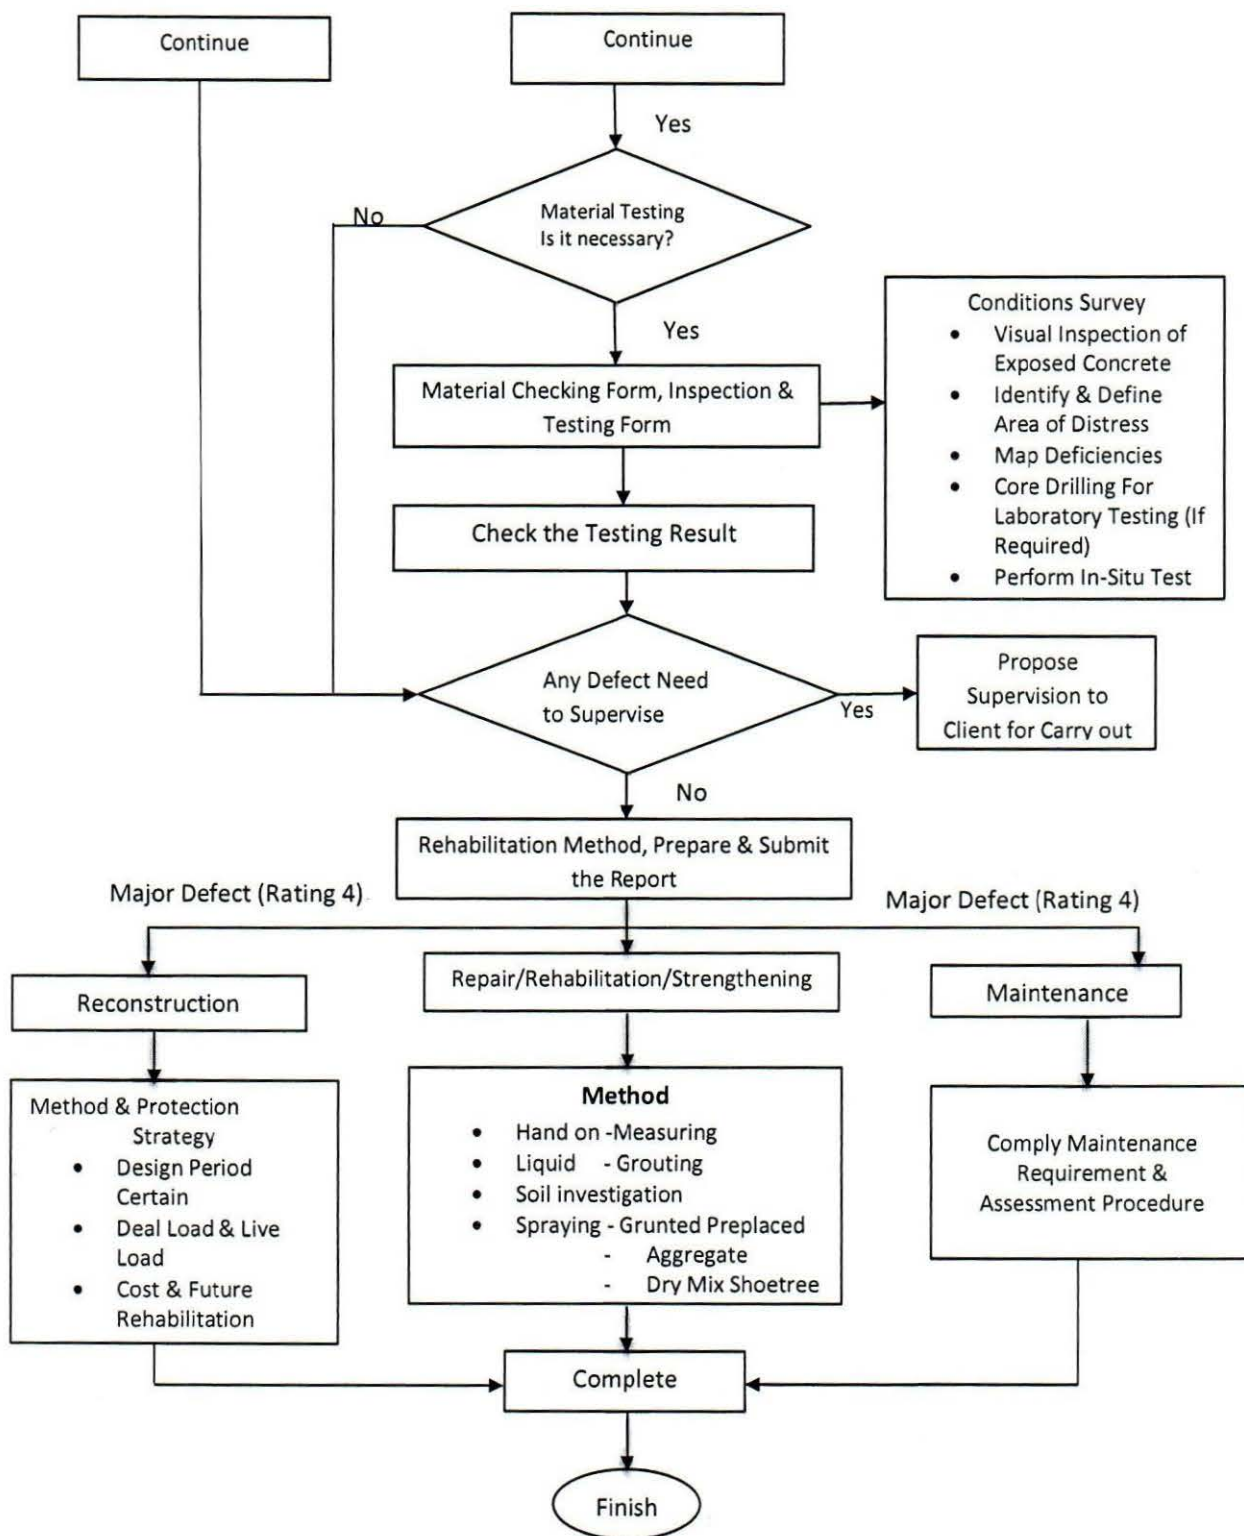 Continue
Continue
Yes
No
Material Testing
Is it necessary?
Yes
Conditions Survey
• Visual Inspection of
Exposed Concrete
• Identify & Define
Area of Distress
• Map Deficiencies
• Core Drilling For
Laboratory Testing (If
Required)
• Perform In-Situ Test
Material Checking Form, Inspection &
Testing Form
Check the Testing Result
Any Defect Need
to Supervise
Yes
Propose
Supervision to
Client for Carry out
No
Rehabilitation Method, Prepare & Submit
the Report
Major Defect (Rating 4)
Major Defect (Rating 4)
Reconstruction
Repair/Rehabilitation/Strengthening
Maintenance
Method & Protection
Strategy
• Design Period
Certain
• Deal Load & Live
Load
• Cost & Future
Rehabilitation
Method
• Hand on -Measuring
• Liquid - Grouting
• Soil investigation
• Spraying - Grunted Preplaced
- Aggregate
- Dry Mix Shoetree
Comply Maintenance
Requirement &
Assessment Procedure
Complete
Finish